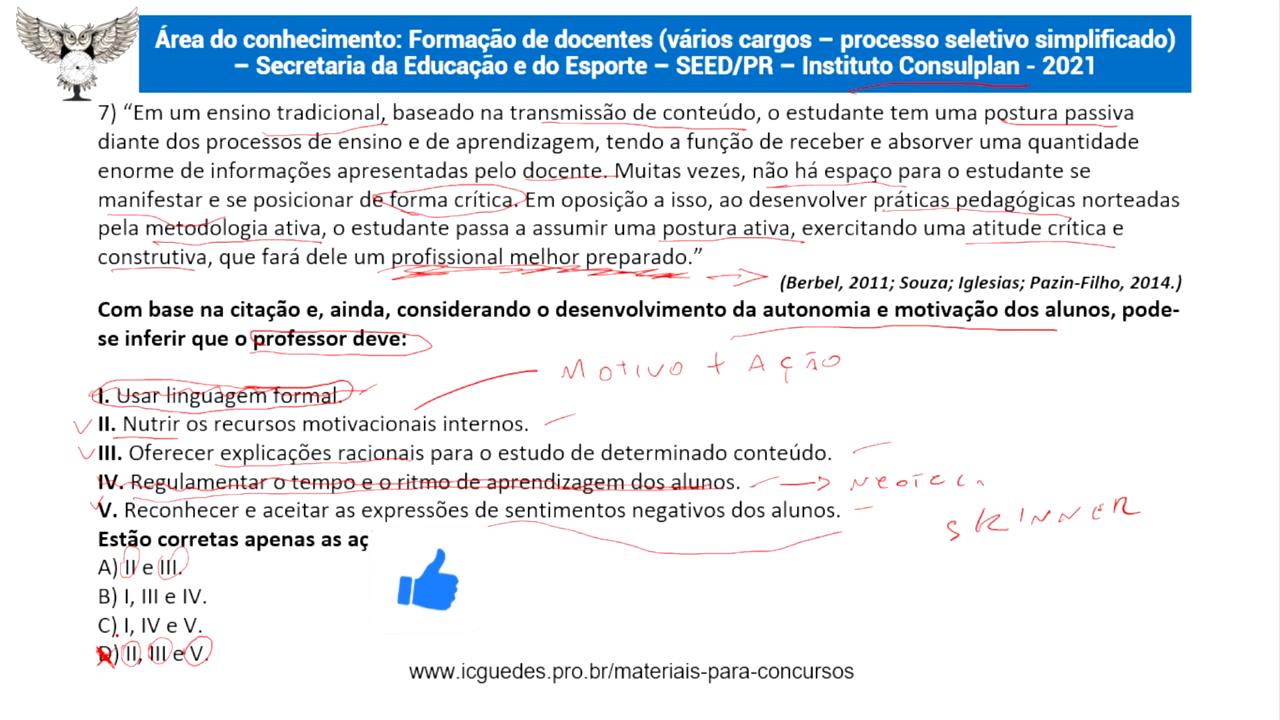 Área do conhecimento: Formação de docentes (vários cargos – processo seletivo simplificado)
– Secretaria da Educação e do Esporte – SEED/PR – Instituto Consulplan - 2021
7) “Em um ensino tradicional, baseado na transmissão de conteúdo, o estudante tem uma postura passiva
diante dos processos de ensino e de aprendizagem, tendo a função de receber e absorver uma quantidade
enorme de informações apresentadas pelo docente. Muitas vezes, não há espaço para o estudante se
manifestar e se posicionar de forma crítica. Em oposição a isso, ao desenvolver práticas pedagógicas norteadas
pela metodologia ativa, o estudante passa a assumir uma postura ativa, exercitando uma atitude crítica e
construtiva, que fará dele um profissional melhor preparado.”
(Berbel, 2011; Souza; Iglesias; Pazin-Filho, 2014.)
Com base na citação e, ainda, considerando o desenvolvimento da autonomia e motivação dos alunos, pode-
se inferir que o professor deve:
MOTIVO + AÇÃO
I. Usar linguagem formal.
II. Nutrir os recursos motivacionais internos.
III. Oferecer explicações racionais para o estudo de determinado conteúdo.
IV. Regulamentar o tempo e o ritmo de aprendizagem dos alunos. → NEOTEC
V. Reconhecer e aceitar as expressões de sentimentos negativos dos alunos.
SKINNER
Estão corretas apenas as aç
A) II e III.
B) I, III e IV.
C) I, IV e V.
D) II, III e V.
www.icguedes.pro.br/materiais-para-concursos